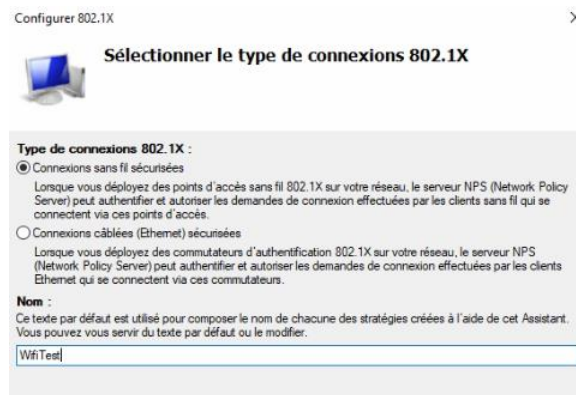 Configurer 802.1X
Sélectionner le type de connexions 802.1X
Type de connexions 802.1X :
Connexions sans fil sécurisées
Lorsque vous déployez des points d'accès sans fil 802.1X sur votre réseau, le serveur NPS (Network Policy
Server) peut authentifier et autoriser les demandes de connexion effectuées par les clients sans fil qui se
connectent via ces points d'accès.
Connexions câblées (Ethernet) sécurisées
Lorsque vous déployez des commutateurs d'authentification 802.1X sur votre réseau, le serveur NPS
(Network Policy Server) peut authentifier et autoriser les demandes de connexion effectuées par les clients
Ethernet qui se connectent via ces commutateurs.
Nom :
Ce texte par défaut est utilisé pour composer le nom de chacune des stratégies créées à l'aide de cet Assistant.
Vous pouvez vous servir du texte par défaut ou le modifier.
WifiTest